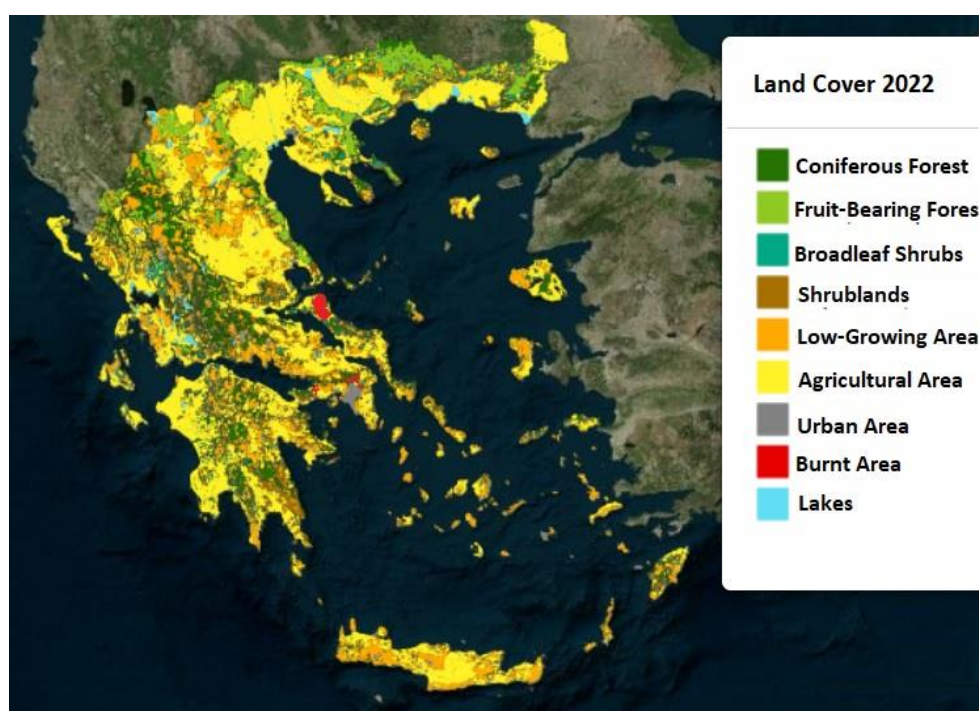 Land Cover 2022
Coniferous Forest
Fruit-Bearing Fores
Broadleaf Shrubs
Shrublands
Low-Growing Area
Agricultural Area
Urban Area
Burnt Area
Lakes